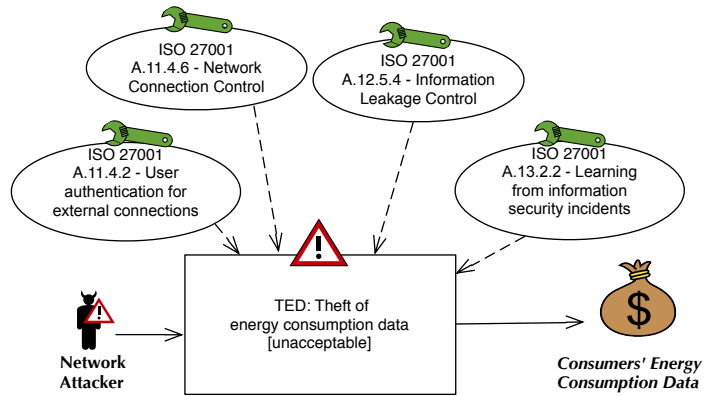 ISO 27001
A.11.4.6 - Network
Connection Control
ISO 27001
A.12.5.4 - Information
Leakage Control
ISO 27001
A.11.4.2 - User
authentication for
external connections
ISO 27001
A.13.2.2 - Learning
from information
security incidents
!
TED: Theft of
energy consumption data
[unacceptable]
!
Network
Attacker
$
Consumers' Energy
Consumption Data